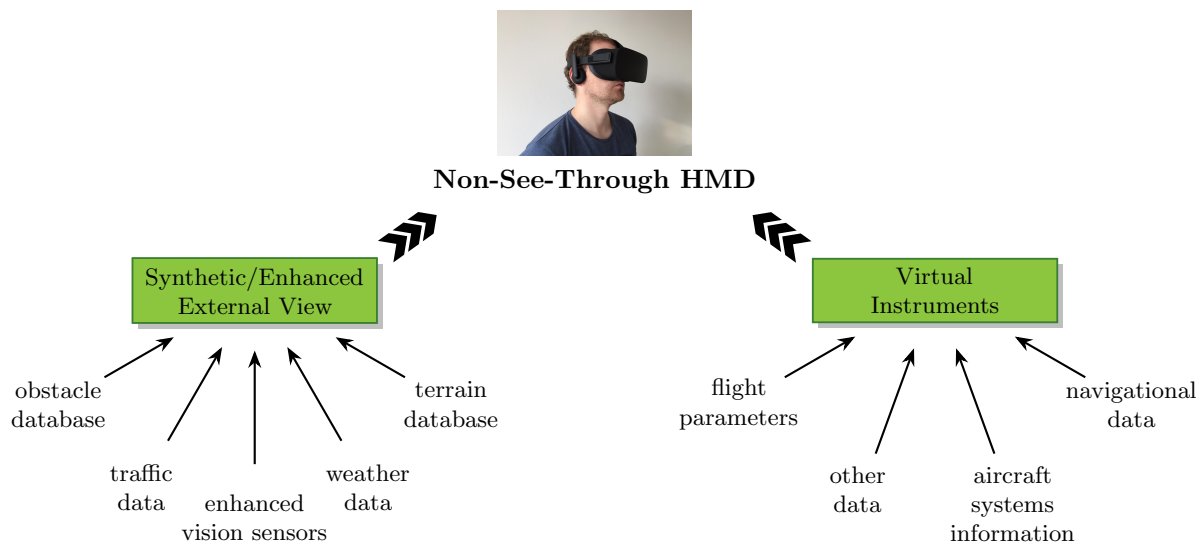 Non-See-Through HMD
Synthetic/Enhanced
External View
obstacle
database
traffic
data
enhanced
vision sensors
weather
data
terrain
database
Virtual
Instruments
flight
parameters
other
data
aircraft
systems
information
navigational
data